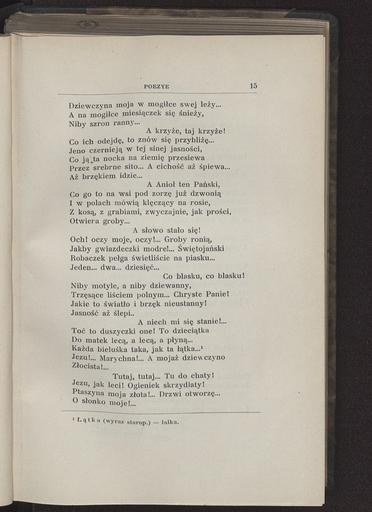 POEZYE 15
Dziewczyna moja w mogiłce swej leży...
A na mogiłce miesiączek się śnieży,
Niby szron ranny...
A krzyże, taj krzyże!
Co ich odejdę, to znów się przybliżę...
Jeno czernieją w tej sinej jasności,
Co ją ta nocka na ziemię przesiewa
Przez srebrne sito... A cichość aż śpiewa...
Aż brzękiem idzie...
A Anioł ten Pański,
Co go to na wsi pod zorzę już dzwonią
I w polach mówią klęczący na rosie,
Z kosą, z grabiami, zwyczajnie, jak prości,
Otwiera groby...
A słowo stało się!
Och! oczy moje, oczy!... Groby ronią,
Jakby gwiazdeczki modre!... Świętojański
Robaczek pełga świetliście na piasku...
Jeden... dwa... dziesięć...
Co blasku, co blasku!
Niby motyle, a niby dziewanny,
Trzęsące liściem polnym... Chryste Panie!
Jakie to światło i brzęk nieustanny!
Jasność aż ślepi..
A niech mi się stanie!...
Toć to duszyczki one! To dzieciątka
Do matek lecą, a lecą, a płyną...
Każda bieluśka taka, jak ta łątka...¹
Jezu!... Marychna!... A mojaż dziewczyno
Złocista!...
Tutaj, tutaj... Tu do chaty!
Jezu, jak leci! Ogieniek skrzydlaty!
Ptaszyna moja złota!... Drzwi otworzę...
O słonko moje!...
¹ Łątka (wyraz starop.) — lalka.